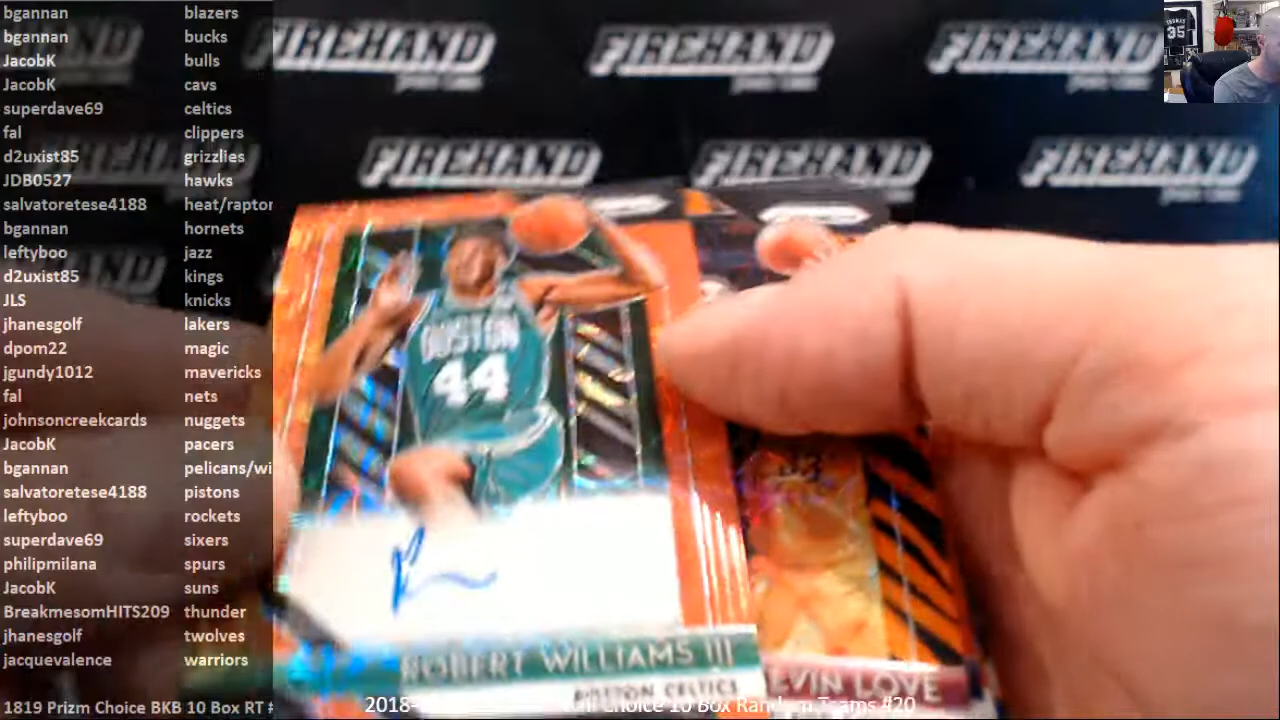 bgannan blazers
bgannan bucks
JacobK bulls
JacobK cavs
superdave69 celtics
fal clippers
d2uxist85 grizzlies
JDB0527 hawks
salvatoretese4188 heat/raptor
bgannan hornets
leftyboo jazz
d2uxist85 kings
JLS knicks
jhanesgolf lakers
dpom22 magic
jgundy1012 mavericks
fal nets
johnsoncreekcards nuggets
JacobK pacers
bgannan pelicans/wi
salvatoretese4188 pistons
leftyboo rockets
superdave69 sixers
philipmilana spurs
JacobK suns
BreakmesomHITS209 thunder
jhanesgolf twolves
jacquevalence warriors
1819 Prizm Choice BKB 10 Box RT #
FIREHAND FIREHAND FIREHAND
FIREHAND FIREHAND FIREHAND
THOMAS
35
BOSTON
44
ROBERT WILLIAMS III
BOSTON CELTICS
EVIN LOVE
2018- Choice 10 Box Random Teams #20